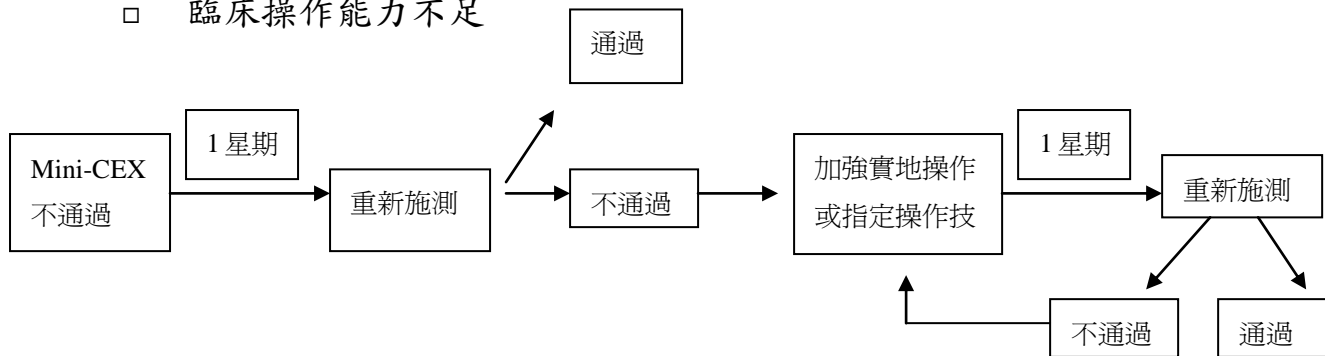 □ 臨床操作能力不足
通過
1 星期
1 星期
Mini-CEX
不通過
重新施測
不通過
加強實地操作
或指定操作技
重新施測
不通過
通過